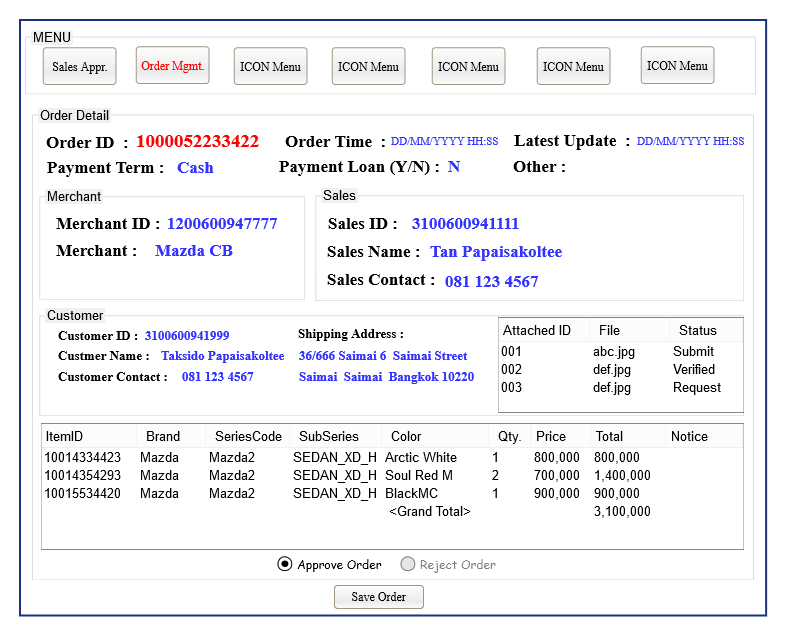 MENU
Sales Appr. Order Mgmt. ICON Menu ICON Menu ICON Menu ICON Menu ICON Menu
Order Detail
Order ID : 1000052233422 Order Time : DD/MM/YYYY HH:SS Latest Update : DD/MM/YYYY HH:SS
Payment Term : Cash Payment Loan (Y/N) : N Other :
Merchant
Merchant ID : 1200600947777
Merchant : Mazda CB
Sales
Sales ID : 3100600941111
Sales Name : Tan Papaisakoltee
Sales Contact : 081 123 4567
Customer
Customer ID : 3100600941999
Custmer Name : Taksido Papaisakoltee
Customer Contact : 081 123 4567
Shipping Address :
36/666 Saimai 6 Saimai Street
Saimai Saimai Bangkok 10220
Attached ID File Status
001 abc.jpg Submit
002 def.jpg Verified
003 def.jpg Request
ItemID Brand SeriesCode SubSeries Color Qty. Price Total Notice
10014334423 Mazda Mazda2 SEDAN_XD_H Arctic White 1 800,000 800,000
10014354293 Mazda Mazda2 SEDAN_XD_H Soul Red M 2 700,000 1,400,000
10015534420 Mazda Mazda2 SEDAN_XD_H BlackMC 1 900,000 900,000
<Grand Total> 3,100,000
Approve Order Reject Order
Save Order